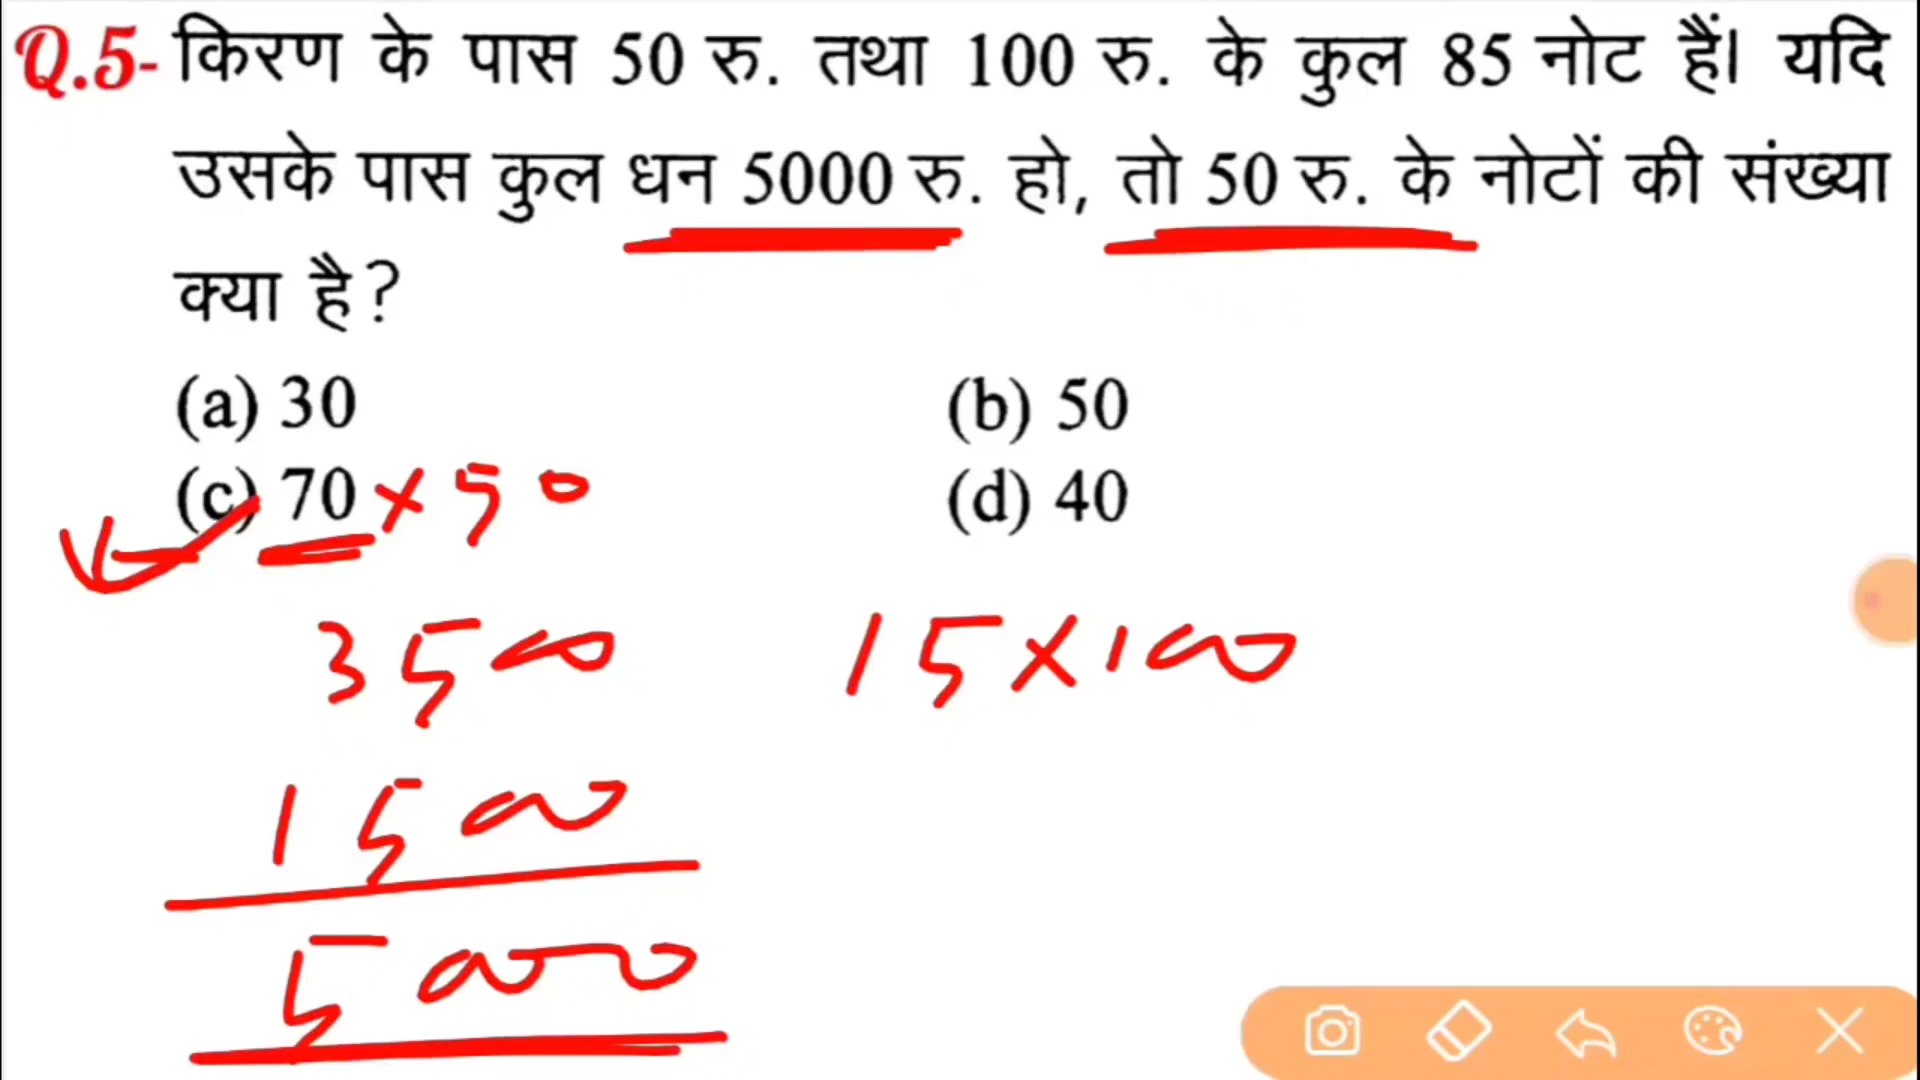 Q.5- किरण के पास 50 रु. तथा 100 रु. के कुल 85 नोट हैं। यदि
उसके पास कुल धन 5000 रु. हो, तो 50 रु. के नोटों की संख्या
क्या है?
(a) 30 (b) 50
(c) 70 × 50 (d) 40
3500 15×100
1500
5000